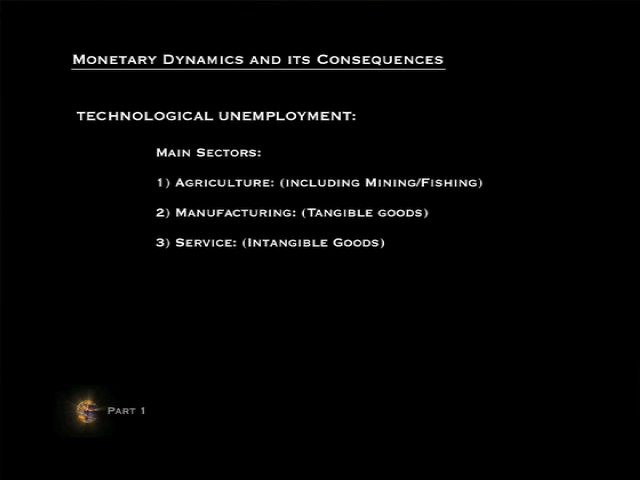 Monetary Dynamics and its Consequences
TECHNOLOGICAL UNEMPLOYMENT:
Main Sectors:
1) Agriculture: (including Mining/Fishing)
2) Manufacturing: (Tangible goods)
3) Service: (Intangible Goods)
Part 1